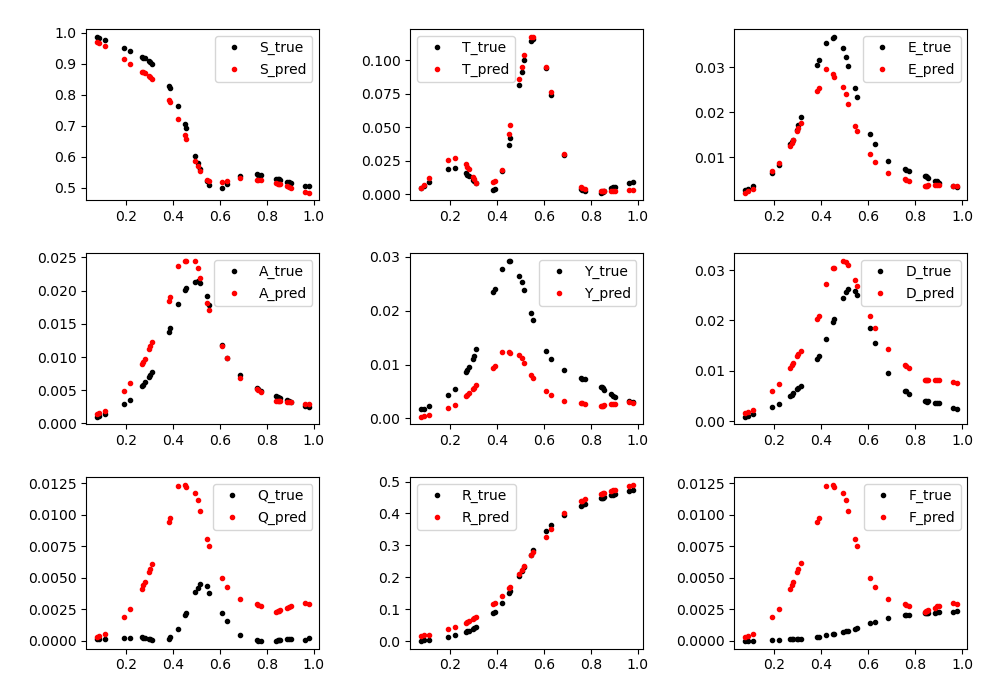 1.0
0.9
0.8
0.7
0.6
0.5
0.2 0.4 0.6 0.8 1.0
S_true
S_pred
0.100
0.075
0.050
0.025
0.000
0.2 0.4 0.6 0.8 1.0
T_true
T_pred
0.03
0.02
0.01
0.2 0.4 0.6 0.8 1.0
E_true
E_pred
0.025
0.020
0.015
0.010
0.005
0.000
0.2 0.4 0.6 0.8 1.0
A_true
A_pred
0.03
0.02
0.01
0.00
0.2 0.4 0.6 0.8 1.0
Y_true
Y_pred
0.03
0.02
0.01
0.00
0.2 0.4 0.6 0.8 1.0
D_true
D_pred
0.0125
0.0100
0.0075
0.0050
0.0025
0.0000
0.2 0.4 0.6 0.8 1.0
Q_true
Q_pred
0.5
0.4
0.3
0.2
0.1
0.0
0.2 0.4 0.6 0.8 1.0
R_true
R_pred
0.0125
0.0100
0.0075
0.0050
0.0025
0.0000
0.2 0.4 0.6 0.8 1.0
F_true
F_pred